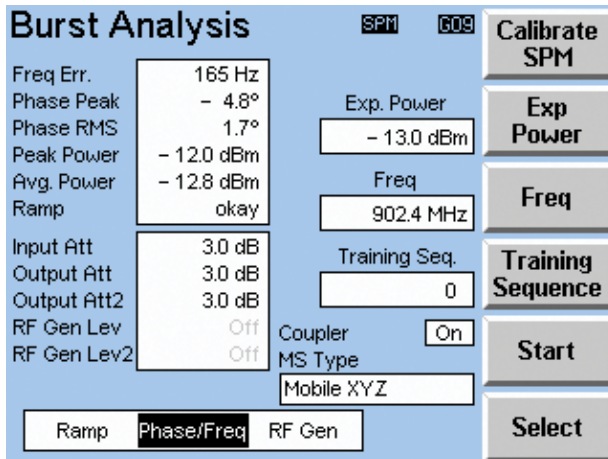 Burst Analysis SPM GO9
Freq Err. 165 Hz
Phase Peak - 4.8°
Phase RMS 1.7°
Peak Power - 12.0 dBm
Avg. Power - 12.8 dBm
Ramp okay
Input Att 3.0 dB
Output Att 3.0 dB
Output Att2 3.0 dB
RF Gen Lev Off
RF Gen Lev2 Off
Exp. Power
- 13.0 dBm
Freq
902.4 MHz
Training Seq.
0
Coupler On
MS Type
Mobile XYZ
Ramp Phase/Freq RF Gen
Calibrate
SPM
Exp
Power
Freq
Training
Sequence
Start
Select